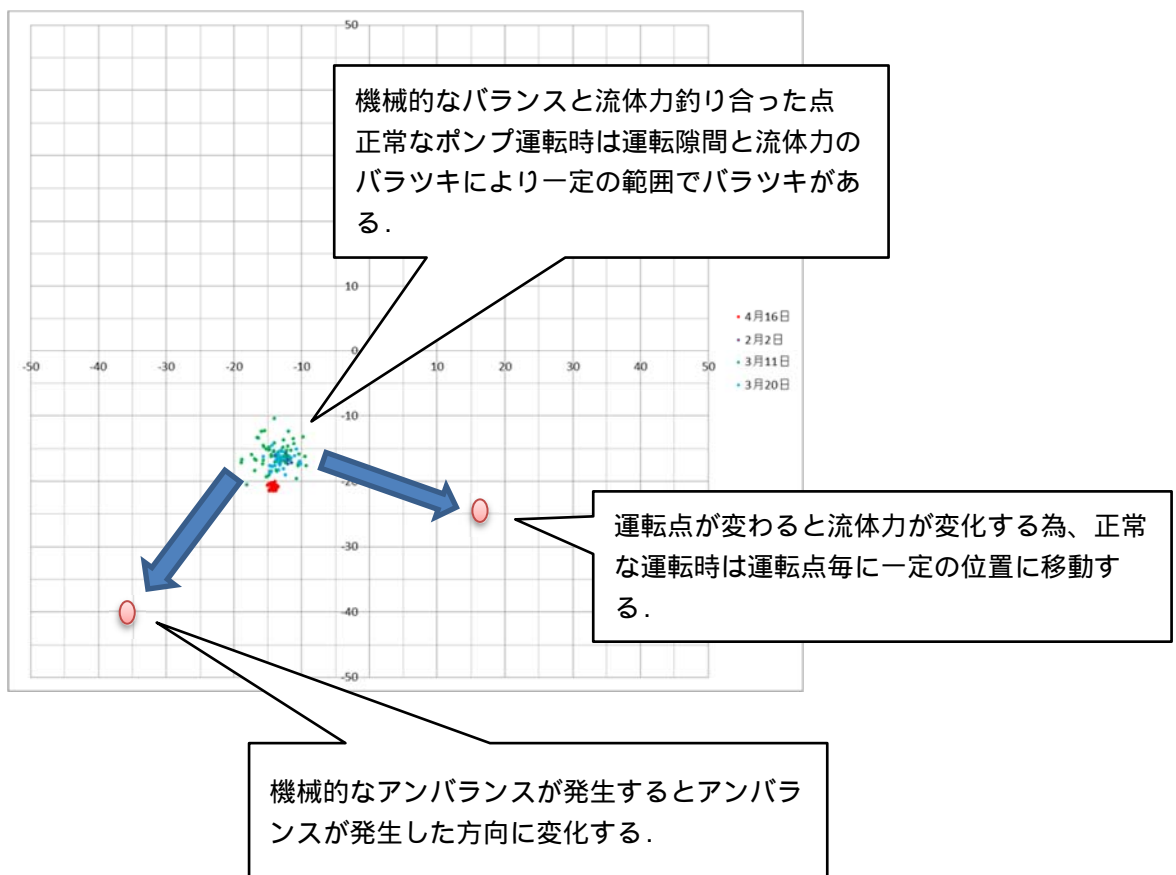 50
機械的なバランスと流体力釣り合った点
正常なポンプ運転時は運転隙間と流体力の
バラツキにより一定の範囲でバラツキがあ
る.
10
0
-50 -40 -30 -20 -10 10 20 30 40 50
4月16日
2月2日
3月11日
3月20日
-10
-20
-30
-40
-50
運転点が変わると流体力が変化する為、正常
な運転時は運転点毎に一定の位置に移動す
る.
機械的なアンバランスが発生するとアンバラ
ンスが発生した方向に変化する.